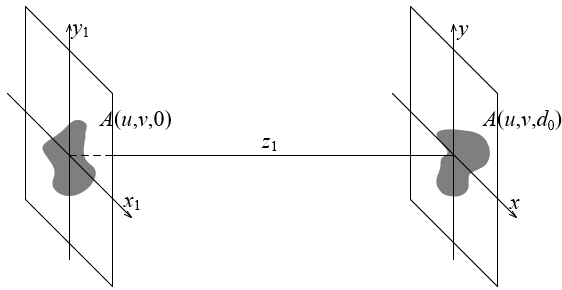 y₁
y
A(u,v,0)
A(u,v,d₀)
z₁
x₁
x